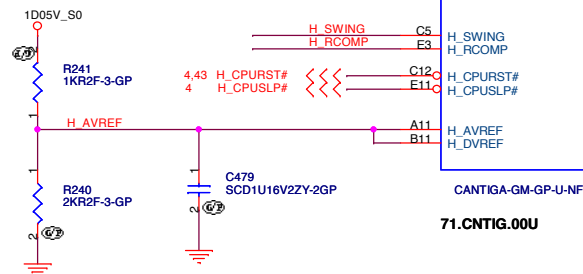 1D05V_S0
2
R241
1KR2F-3-GP
1
H_AVREF
1
R240
2KR2F-3-GP
G/P
2
1
C479
SCD1U16V2ZY-2GP
G/P
2
H_SWING
H_RCOMP
4,43 H_CPURST#
4 H_CPUSLP#
C5
E3
C12
E11
A11
B11
H_SWING
H_RCOMP
H_CPURST#
H_CPUSLP#
H_AVREF
H_DVREF
CANTIGA-GM-GP-U-NF
71.CNTIG.00U